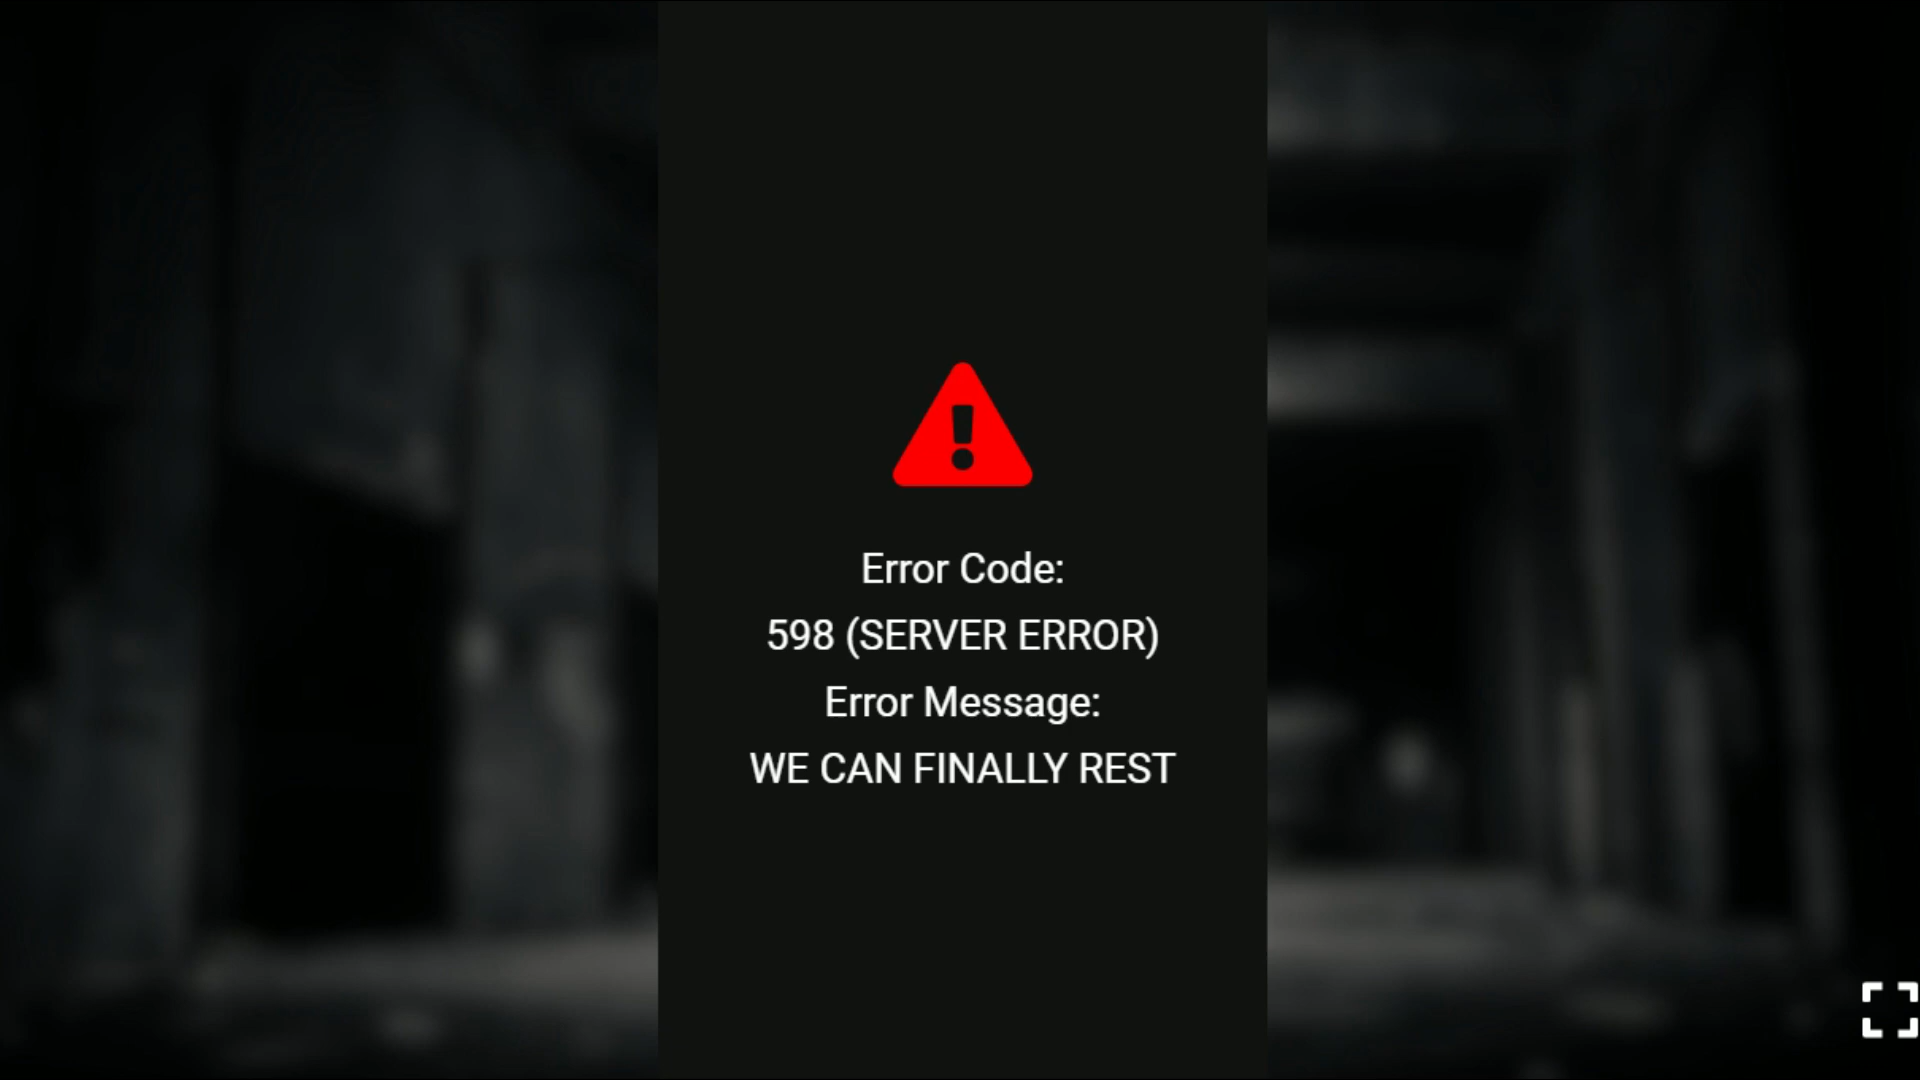 Error Code:
598 (SERVER ERROR)
Error Message:
WE CAN FINALLY REST